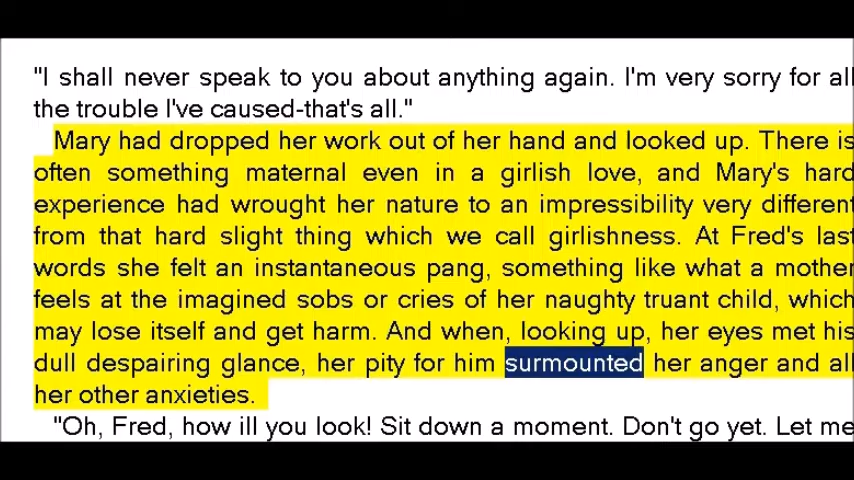 "I shall never speak to you about anything again. I'm very sorry for all
the trouble I've caused-that's all."
Mary had dropped her work out of her hand and looked up. There is
often something maternal even in a girlish love, and Mary's hard
experience had wrought her nature to an impressibility very different
from that hard slight thing which we call girlishness. At Fred's last
words she felt an instantaneous pang, something like what a mother
feels at the imagined sobs or cries of her naughty truant child, which
may lose itself and get harm. And when, looking up, her eyes met his
dull despairing glance, her pity for him surmounted her anger and all
her other anxieties.
"Oh, Fred, how ill you look! Sit down a moment. Don't go yet. Let me